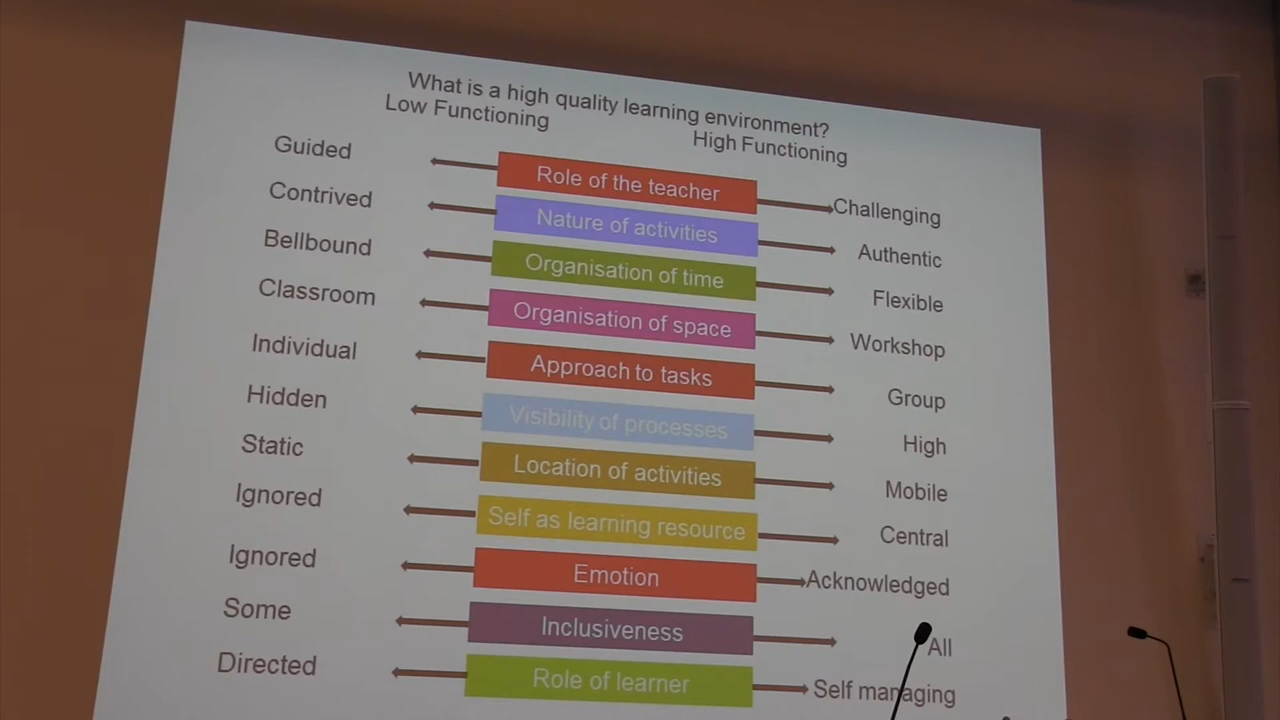 What is a high quality learning environment?
Low Functioning High Functioning
Guided Role of the teacher Challenging
Contrived Nature of activities Authentic
Bellbound Organisation of time Flexible
Classroom Organisation of space Workshop
Individual Approach to tasks Group
Hidden Visibility of processes High
Static Location of activities Mobile
Ignored Self as learning resource Central
Ignored Emotion Acknowledged
Some Inclusiveness All
Directed Role of learner Self managing